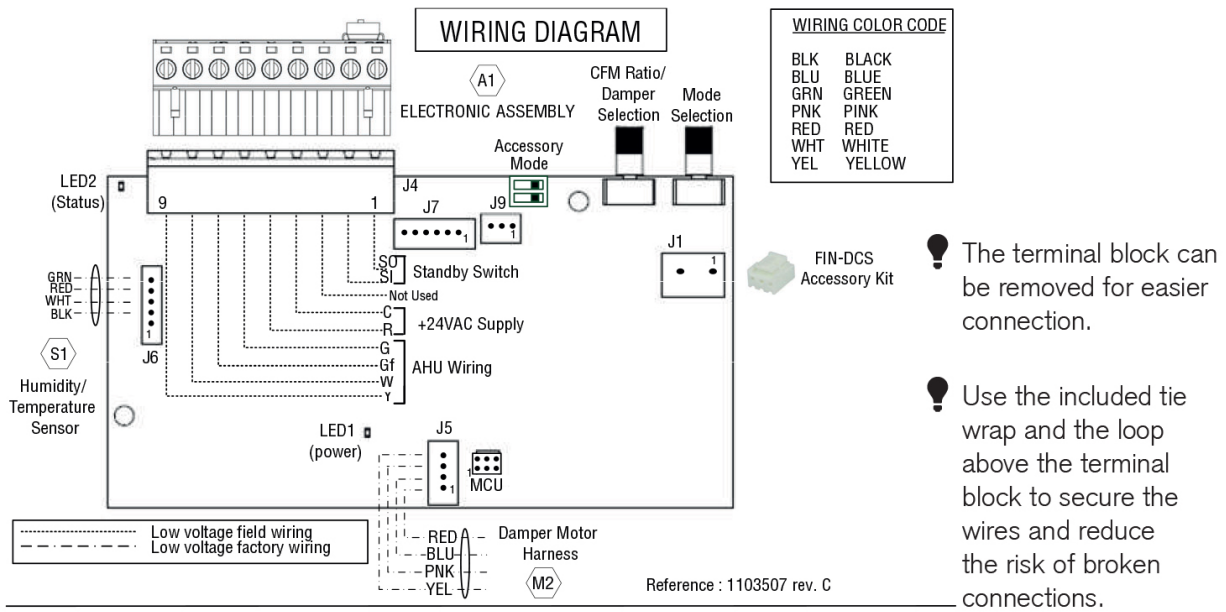 WIRING DIAGRAM
A1
ELECTRONIC ASSEMBLY
CFM Ratio/
Damper
Selection
Mode
Selection
Accessory
Mode
WIRING COLOR CODE
BLK BLACK
BLU BLUE
GRN GREEN
PNK PINK
RED RED
WHT WHITE
YEL YELLOW
LED2
(Status)
9
1
J4
J7
1
J9
1
J1
1
FIN-DCS
Accessory Kit
SO
SI
Standby Switch
Not Used
C
R
+24VAC Supply
G
Gf
W
Y
AHU Wiring
GRN
RED
WHT
BLK
1
J6
S1
Humidity/
Temperature
Sensor
LED1
(power)
J5
1
1
MCU
RED
BLU
PNK
YEL
Damper Motor
Harness
M2
Low voltage field wiring
Low voltage factory wiring
Reference : 1103507 rev. C
The terminal block can
be removed for easier
connection.
Use the included tie
wrap and the loop
above the terminal
block to secure the
wires and reduce
the risk of broken
connections.